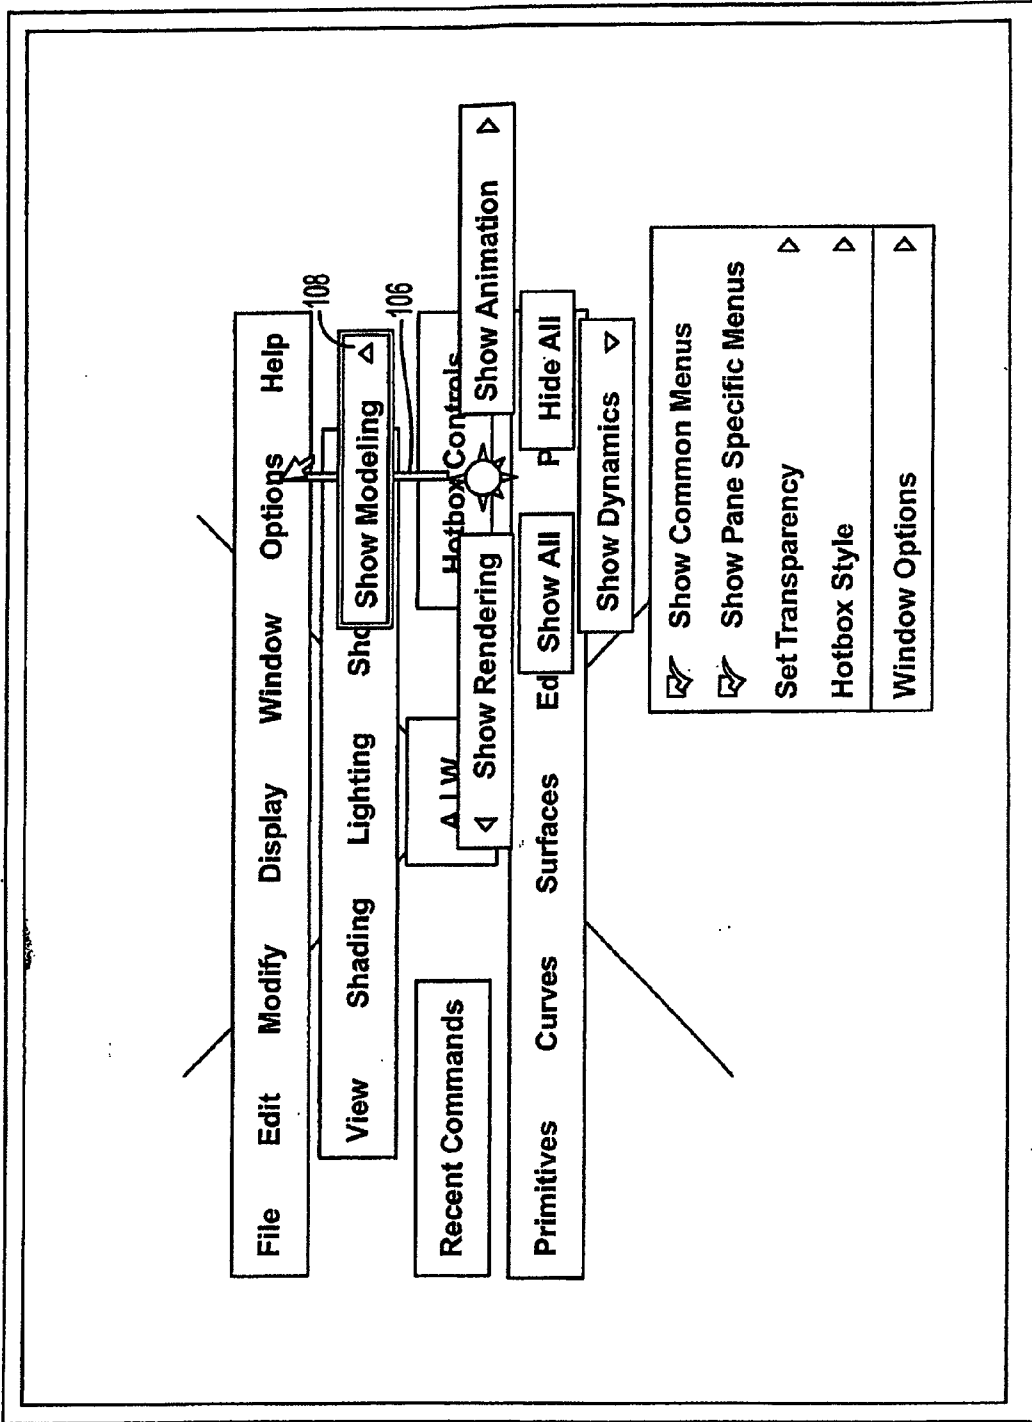 File Edit Modify Display Window Options Help
View Shading Lighting Sho
Show Modeling
108
106
Recent Commands
Hotbox Controls
Show Rendering
Show Animation
Primitives Curves Surfaces Ed
Show All
P
Hide All
Show Dynamics
Show Common Menus
Show Pane Specific Menus
Set Transparency
Hotbox Style
Window Options